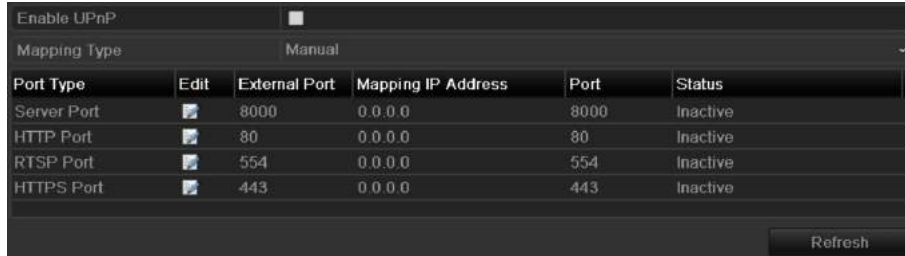 Enable UPnP
Mapping Type Manual
Port Type Edit External Port Mapping IP Address Port Status
Server Port 8000 0.0.0.0 8000 Inactive
HTTP Port 80 0.0.0.0 80 Inactive
RTSP Port 554 0.0.0.0 554 Inactive
HTTPS Port 443 0.0.0.0 443 Inactive
Refresh